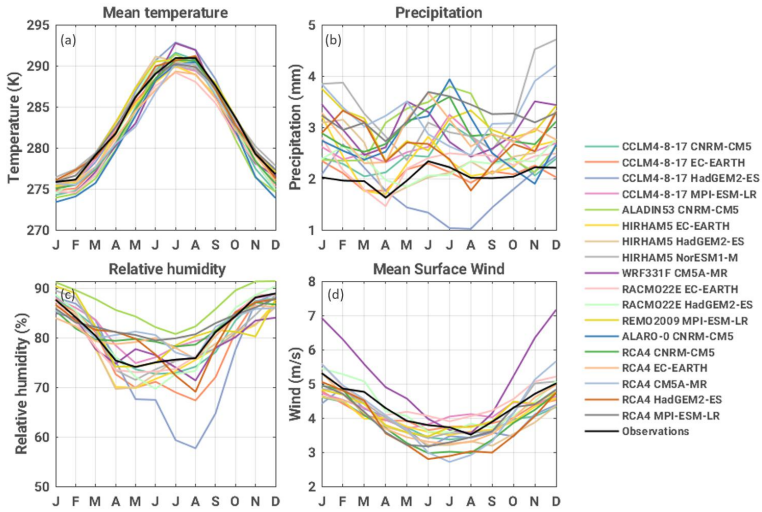 Mean temperature
(a)
Temperature (K)
295
290
285
280
275
270
J F M A M J J A S O N D
Precipitation
(b)
Precipitation (mm)
5
4
3
2
1
J F M A M J J A S O N D
Relative humidity
(c)
Relative humidity (%)
90
80
70
60
50
J F M A M J J A S O N D
Mean Surface Wind
(d)
Wind (m/s)
8
7
6
5
4
3
2
J F M A M J J A S O N D
CCLM4-8-17 CNRM-CM5
CCLM4-8-17 EC-EARTH
CCLM4-8-17 HadGEM2-ES
CCLM4-8-17 MPI-ESM-LR
ALADIN53 CNRM-CM5
HIRHAM5 EC-EARTH
HIRHAM5 HadGEM2-ES
HIRHAM5 NorESM1-M
WRF331F CM5A-MR
RACMO22E EC-EARTH
RACMO22E HadGEM2-ES
REMO2009 MPI-ESM-LR
ALARO-0 CNRM-CM5
RCA4 CNRM-CM5
RCA4 EC-EARTH
RCA4 CM5A-MR
RCA4 HadGEM2-ES
RCA4 MPI-ESM-LR
Observations